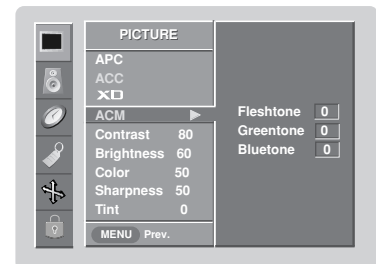 PICTURE
APC
ACC
XD
ACM
Contrast 80
Brightness 60
Color 50
Sharpness 50
Tint 0
MENU Prev.
Fleshtone 0
Greentone 0
Bluetone 0